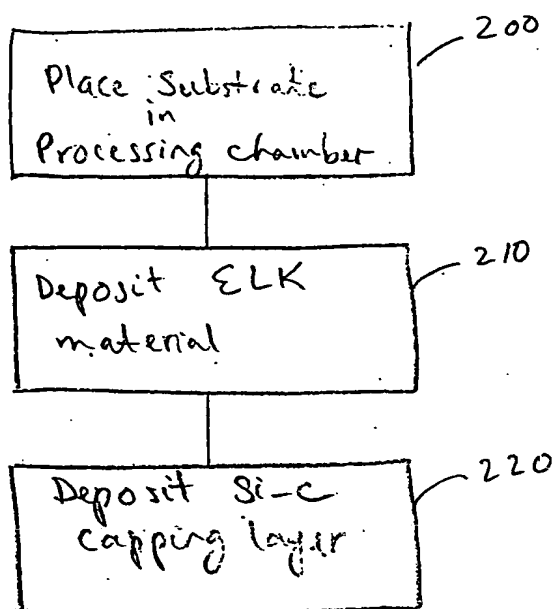 200
Place Substrate
in
Processing chamber
210
Deposit ELK
material
220
Deposit Si-C
capping layer